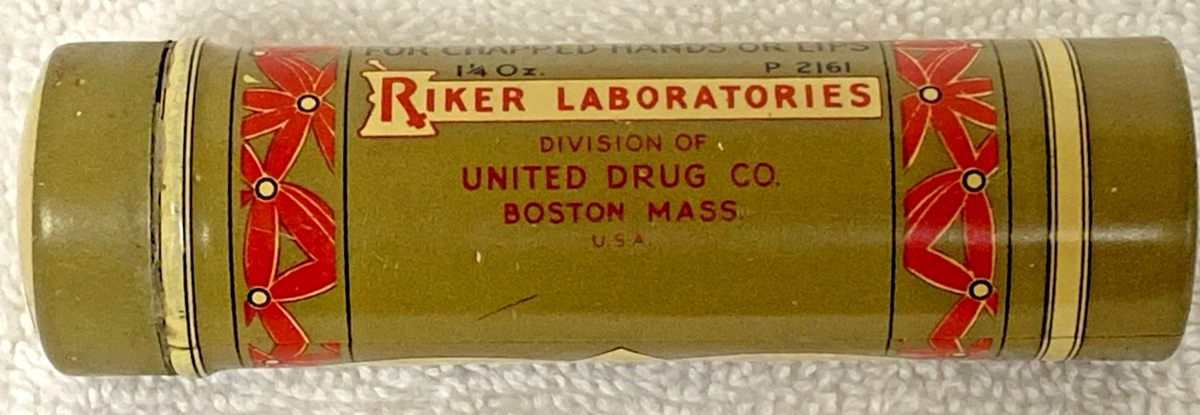 FOR CHAPPED HANDS OR LIPS
1¼ Oz. P 2161
RIKER LABORATORIES
DIVISION OF
UNITED DRUG CO.
BOSTON MASS
U.S.A.